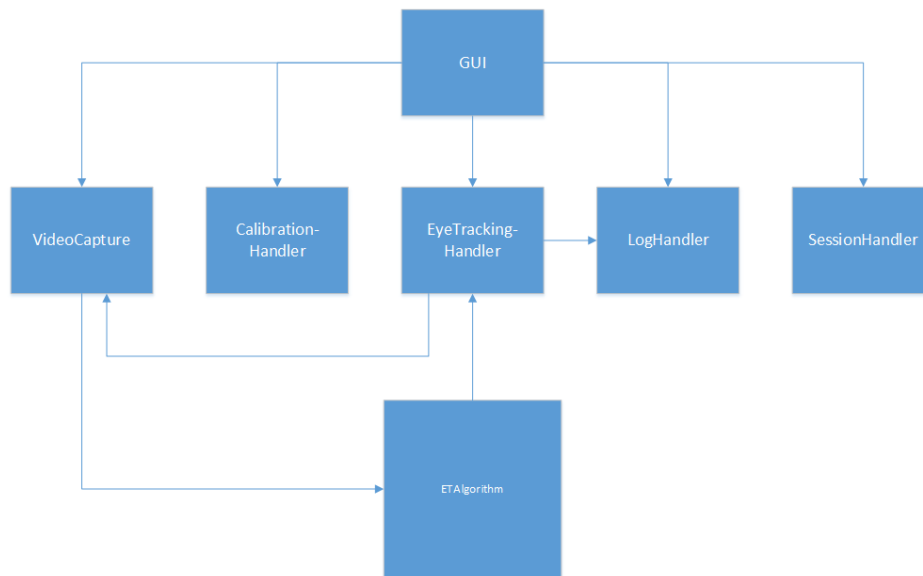 GUI
VideoCapture
Calibration-
Handler
EyeTracking-
Handler
LogHandler
SessionHandler
ETAlgorithm